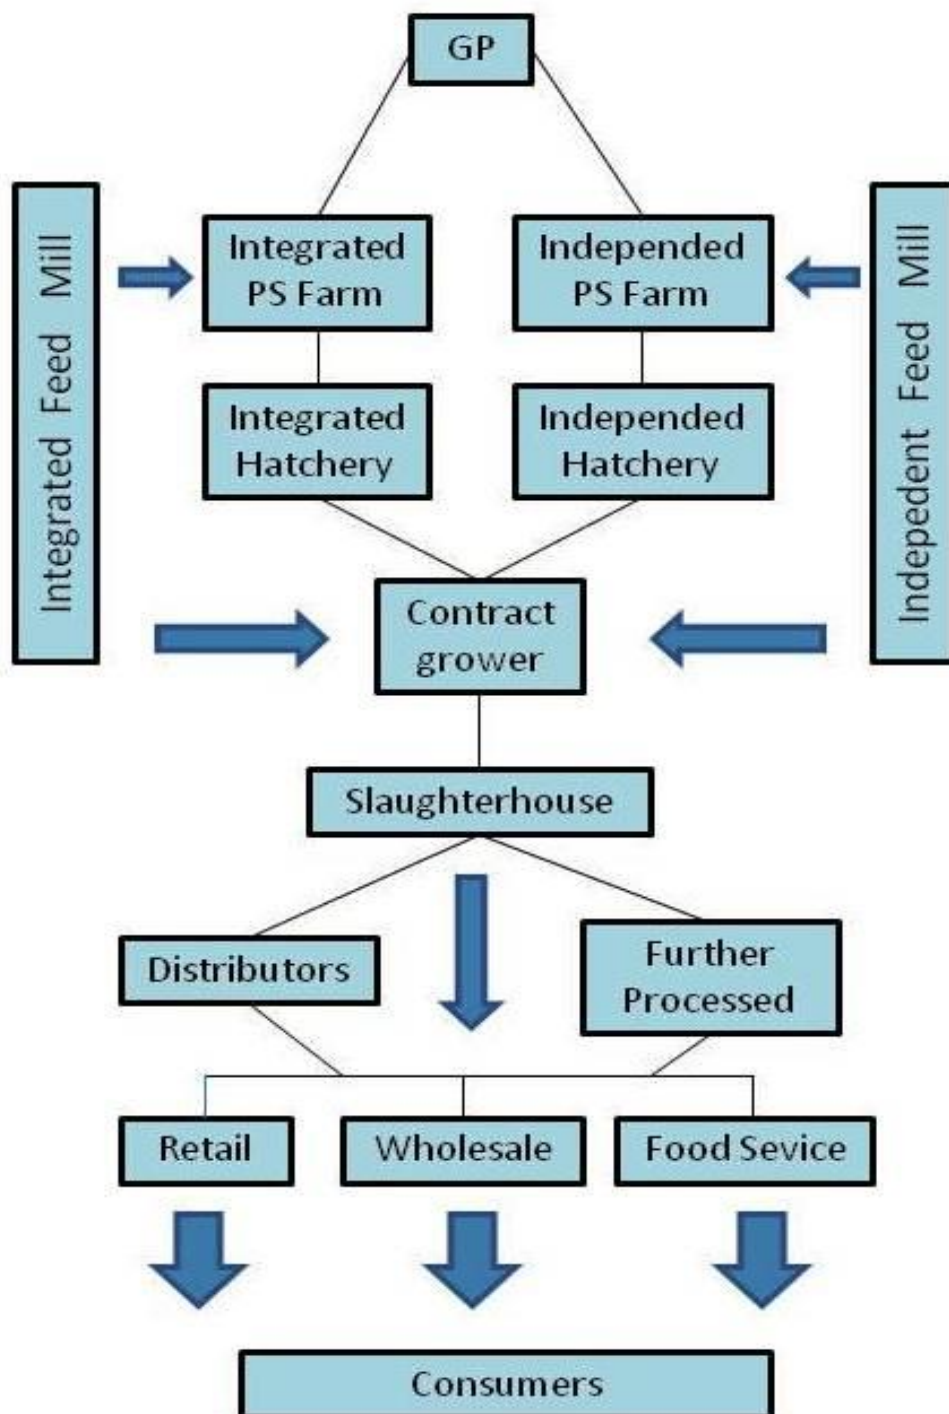 GP
Integrated Feed Mill
Integrated
PS Farm
Independed
PS Farm
Indepedent Feed Mill
Integrated
Hatchery
Independed
Hatchery
Contract
grower
Slaughterhouse
Distributors
Further
Processed
Retail
Wholesale
Food Sevice
Consumers